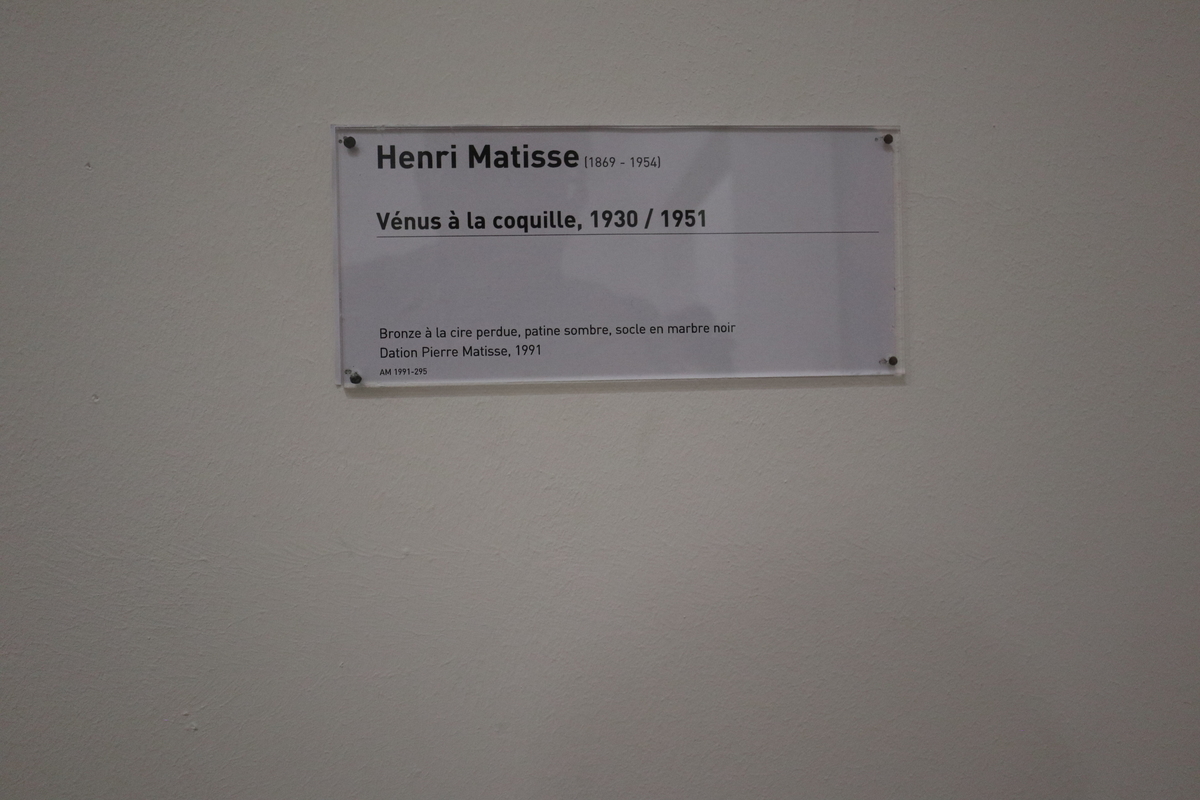 Henri Matisse (1869 - 1954)
Vénus à la coquille, 1930 / 1951
Bronze à la cire perdue, patine sombre, socle en marbre noir
Dation Pierre Matisse, 1991
AM 1991-295